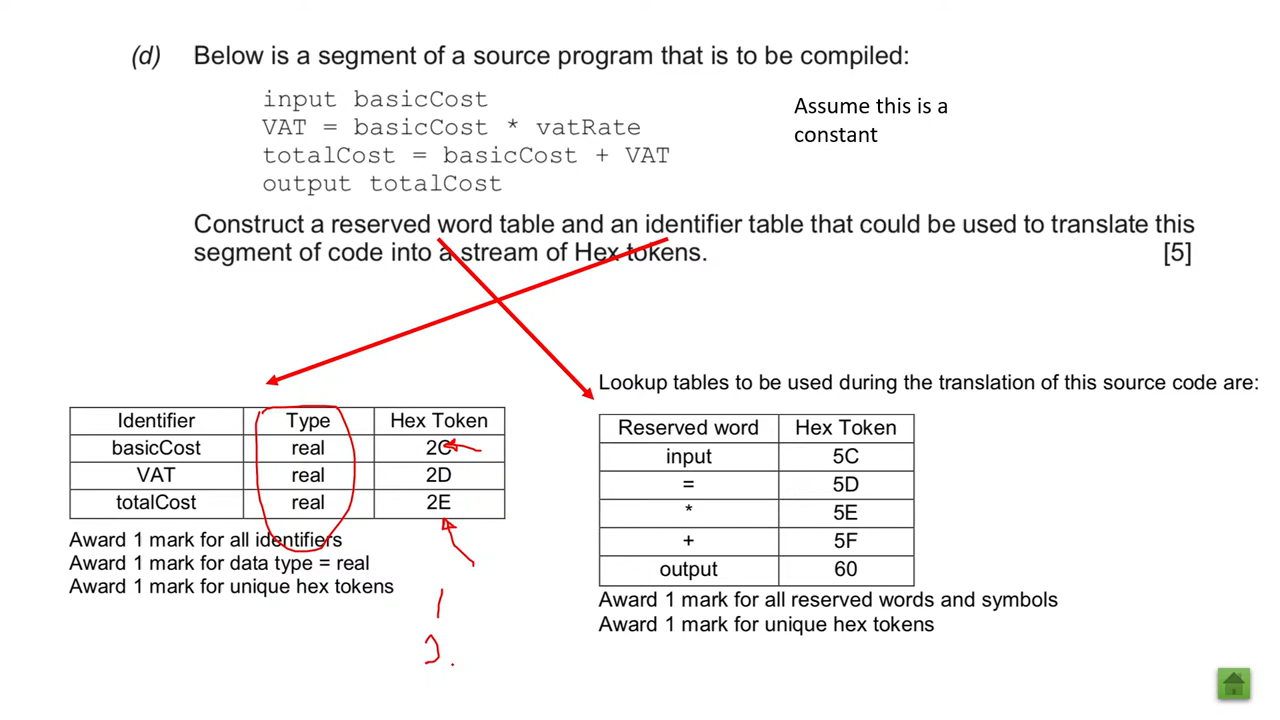 (d) Below is a segment of a source program that is to be compiled:
input basicCost
VAT = basicCost * vatRate
totalCost = basicCost + VAT
output totalCost
Assume this is a
constant
Construct a reserved word table and an identifier table that could be used to translate this
segment of code into a stream of Hex tokens. [5]
Identifier Type Hex Token
basicCost real 2C
VAT real 2D
totalCost real 2E
Award 1 mark for all identifiers
Award 1 mark for data type = real
Award 1 mark for unique hex tokens
Lookup tables to be used during the translation of this source code are:
Reserved word Hex Token
input 5C
= 5D
* 5E
+ 5F
output 60
Award 1 mark for all reserved words and symbols
Award 1 mark for unique hex tokens
1
2.